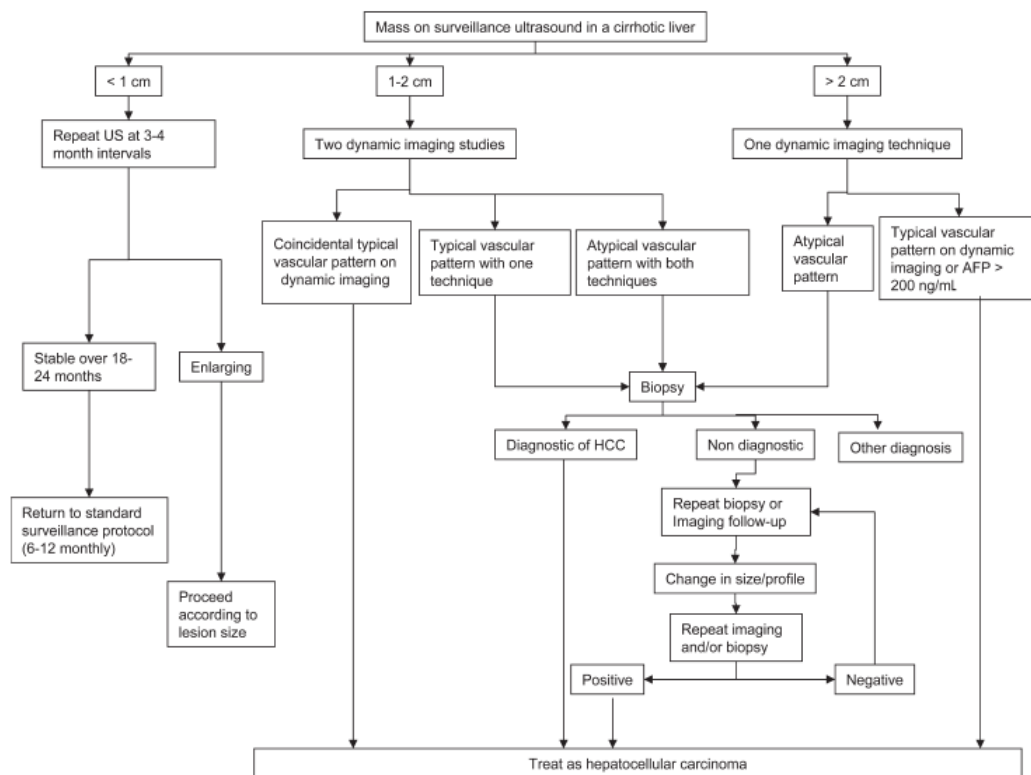 Mass on surveillance ultrasound in a cirrhotic liver
< 1 cm
1-2 cm
> 2 cm
Repeat US at 3-4
month intervals
Two dynamic imaging studies
One dynamic imaging technique
Coincidental typical
vascular pattern on
dynamic imaging
Typical vascular
pattern with one
technique
Atypical vascular
pattern with both
techniques
Atypical
vascular
pattern
Typical vascular
pattern on dynamic
imaging or AFP >
200 ng/mL
Stable over 18-
24 months
Enlarging
Biopsy
Diagnostic of HCC
Non diagnostic
Other diagnosis
Return to standard
surveillance protocol
(6-12 monthly)
Repeat biopsy or
Imaging follow-up
Change in size/profile
Proceed
according to
lesion size
Repeat imaging
and/or biopsy
Positive
Negative
Treat as hepatocellular carcinoma